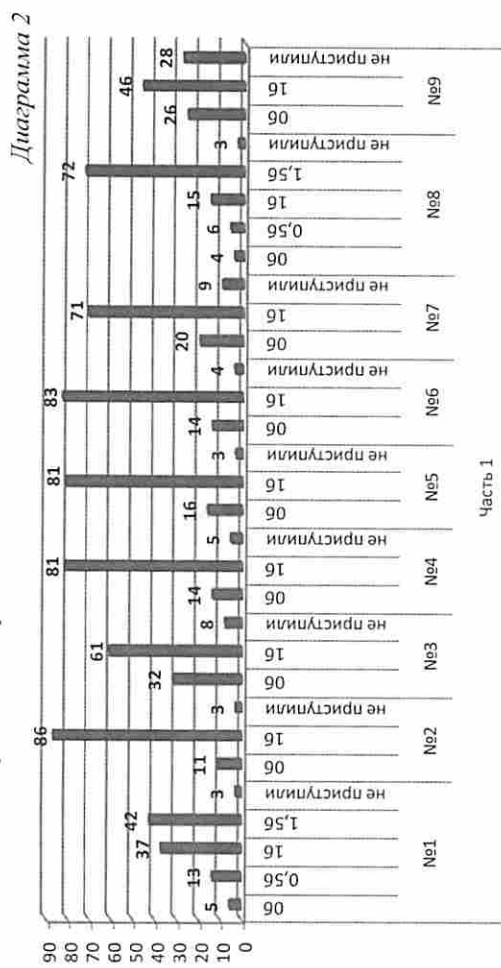 Диаграмма 2
90
80
70
60
50
40
30
20
10
0
5 13 37 42 3 11 86 3 32 61 8 14 81 5 16 81 3 14 83 4 20 71 9 4 6 15 72 3 26 46 28
0б 0,5б 1б 1,5б не приступили 0б 1б не приступили 0б 1б не приступили 0б 1б не приступили 0б 1б не приступили 0б 1б не приступили 0б 1б не приступили 0б 0,5б 1б 1,5б не приступили 0б 1б не приступили
№1 №2 №3 №4 №5 №6 №7 №8 №9
Часть 1